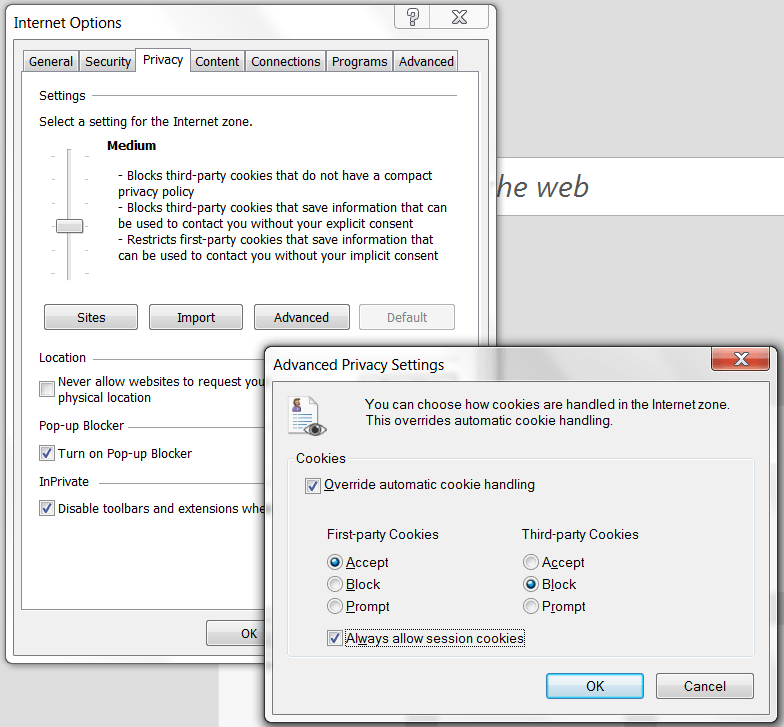 Internet Options
General Security Privacy Content Connections Programs Advanced
Settings
Select a setting for the Internet zone.
Medium
- Blocks third-party cookies that do not have a compact
privacy policy
- Blocks third-party cookies that save information that can
be used to contact you without your explicit consent
- Restricts first-party cookies that save information that
can be used to contact you without your implicit consent
he web
Sites Import Advanced Default
Location
Never allow websites to request you
physical location
Pop-up Blocker
Turn on Pop-up Blocker
InPrivate
Disable toolbars and extensions whe
OK
Advanced Privacy Settings
You can choose how cookies are handled in the Internet zone.
This overrides automatic cookie handling.
Cookies
Override automatic cookie handling
First-party Cookies Third-party Cookies
Accept Accept
Block Block
Prompt Prompt
Always allow session cookies
OK Cancel